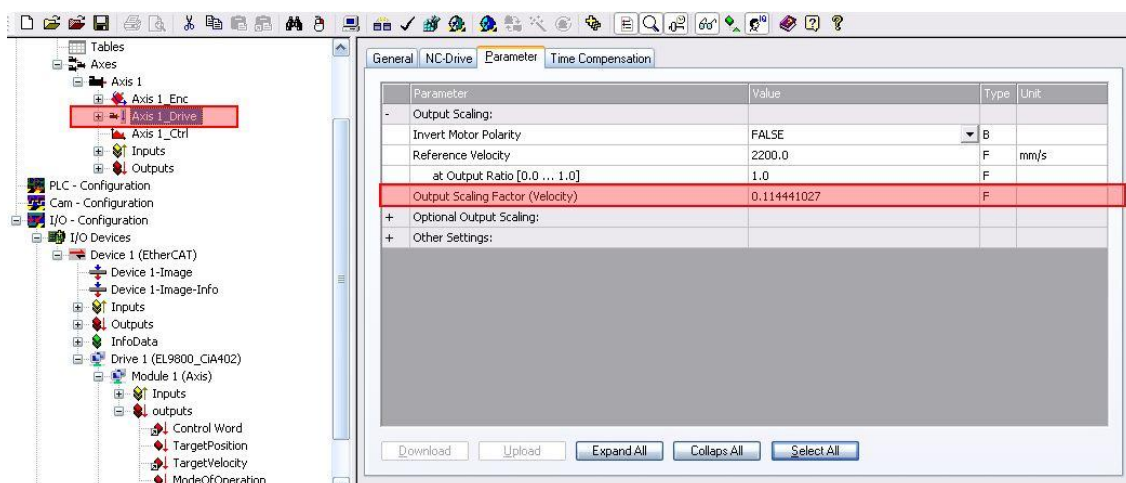 Tables
Axes
Axis 1
Axis 1_Enc
Axis 1_Drive
Axis 1_Ctrl
Inputs
Outputs
PLC - Configuration
Cam - Configuration
I/O - Configuration
I/O Devices
Device 1 (EtherCAT)
Device 1-Image
Device 1-Image-Info
Inputs
Outputs
InfoData
Drive 1 (EL9800_CiA402)
Module 1 (Axis)
Inputs
outputs
Control Word
TargetPosition
TargetVelocity
ModeOfOperation
General NC-Drive Parameter Time Compensation
Parameter Value Type Unit
- Output Scaling:
Invert Motor Polarity FALSE B
Reference Velocity 2200.0 F mm/s
at Output Ratio [0.0 ... 1.0] 1.0 F
Output Scaling Factor (Velocity) 0.114441027 F
+ Optional Output Scaling:
+ Other Settings:
Download Upload Expand All Collaps All Select All